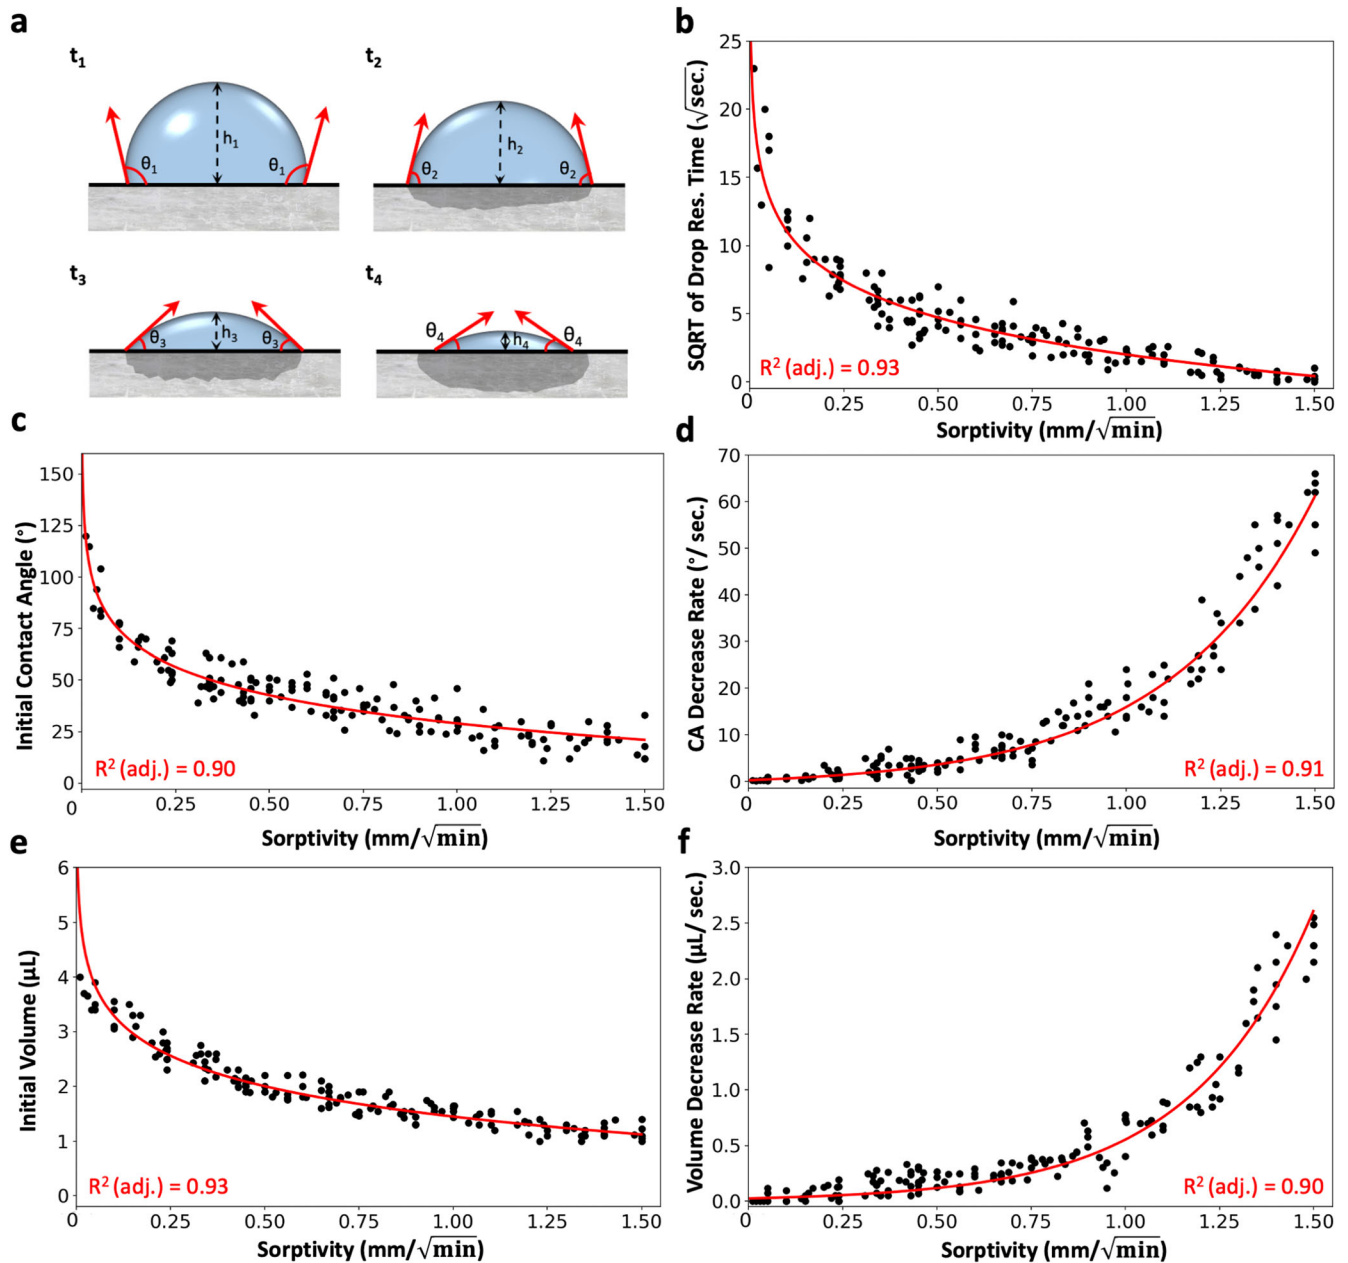 a
t1
h1
θ1
θ1
t2
h2
θ2
θ2
t3
h3
θ3
θ3
t4
h4
θ4
θ4
b
SQRT of Drop Res. Time (√sec.)
25
20
15
10
5
0
R² (adj.) = 0.93
0 0.25 0.50 0.75 1.00 1.25 1.50
Sorptivity (mm/√min)
c
Initial Contact Angle (°)
150
125
100
75
50
25
0
R² (adj.) = 0.90
0 0.25 0.50 0.75 1.00 1.25 1.50
Sorptivity (mm/√min)
d
CA Decrease Rate (°/ sec.)
70
60
50
40
30
20
10
0
R² (adj.) = 0.91
0 0.25 0.50 0.75 1.00 1.25 1.50
Sorptivity (mm/√min)
e
Initial Volume (µL)
6
5
4
3
2
1
0
R² (adj.) = 0.93
0 0.25 0.50 0.75 1.00 1.25 1.50
Sorptivity (mm/√min)
f
Volume Decrease Rate (µL/ sec.)
3.0
2.5
2.0
1.5
1.0
0.5
0.0
R² (adj.) = 0.90
0 0.25 0.50 0.75 1.00 1.25 1.50
Sorptivity (mm/√min)